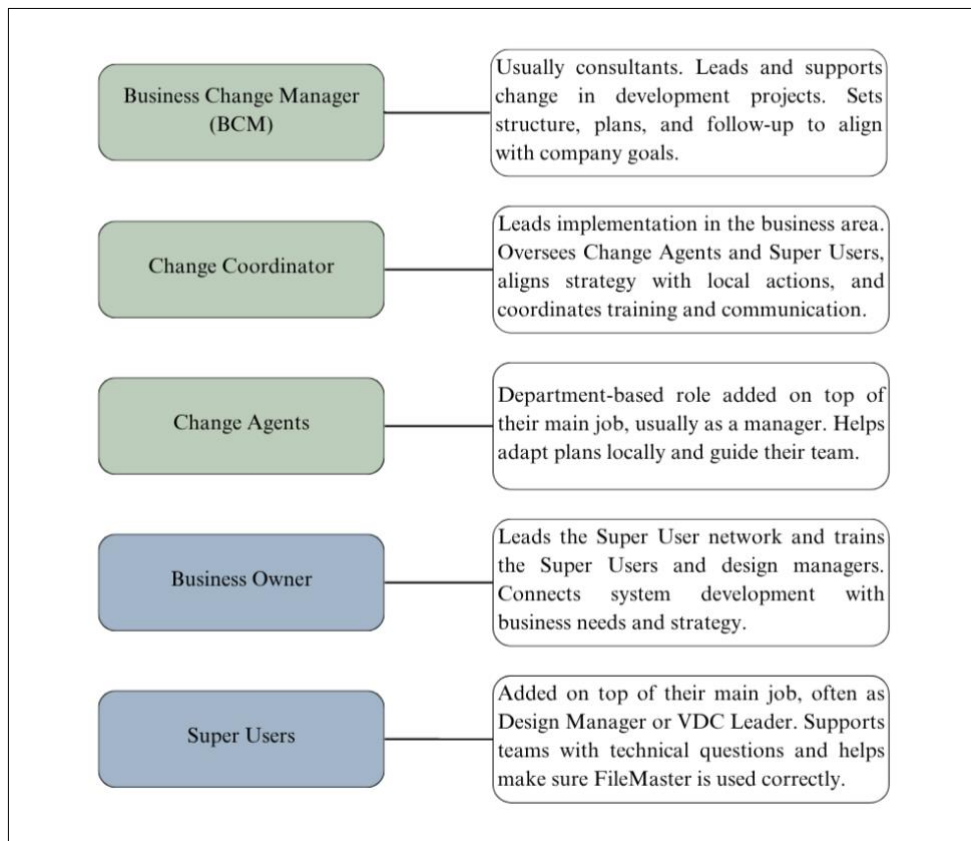 Business Change Manager
(BCM)
Usually consultants. Leads and supports
change in development projects. Sets
structure, plans, and follow-up to align
with company goals.
Change Coordinator
Leads implementation in the business area.
Oversees Change Agents and Super Users,
aligns strategy with local actions, and
coordinates training and communication.
Change Agents
Department-based role added on top of
their main job, usually as a manager. Helps
adapt plans locally and guide their team.
Business Owner
Leads the Super User network and trains
the Super Users and design managers.
Connects system development with
business needs and strategy.
Super Users
Added on top of their main job, often as
Design Manager or VDC Leader. Supports
teams with technical questions and helps
make sure FileMaster is used correctly.